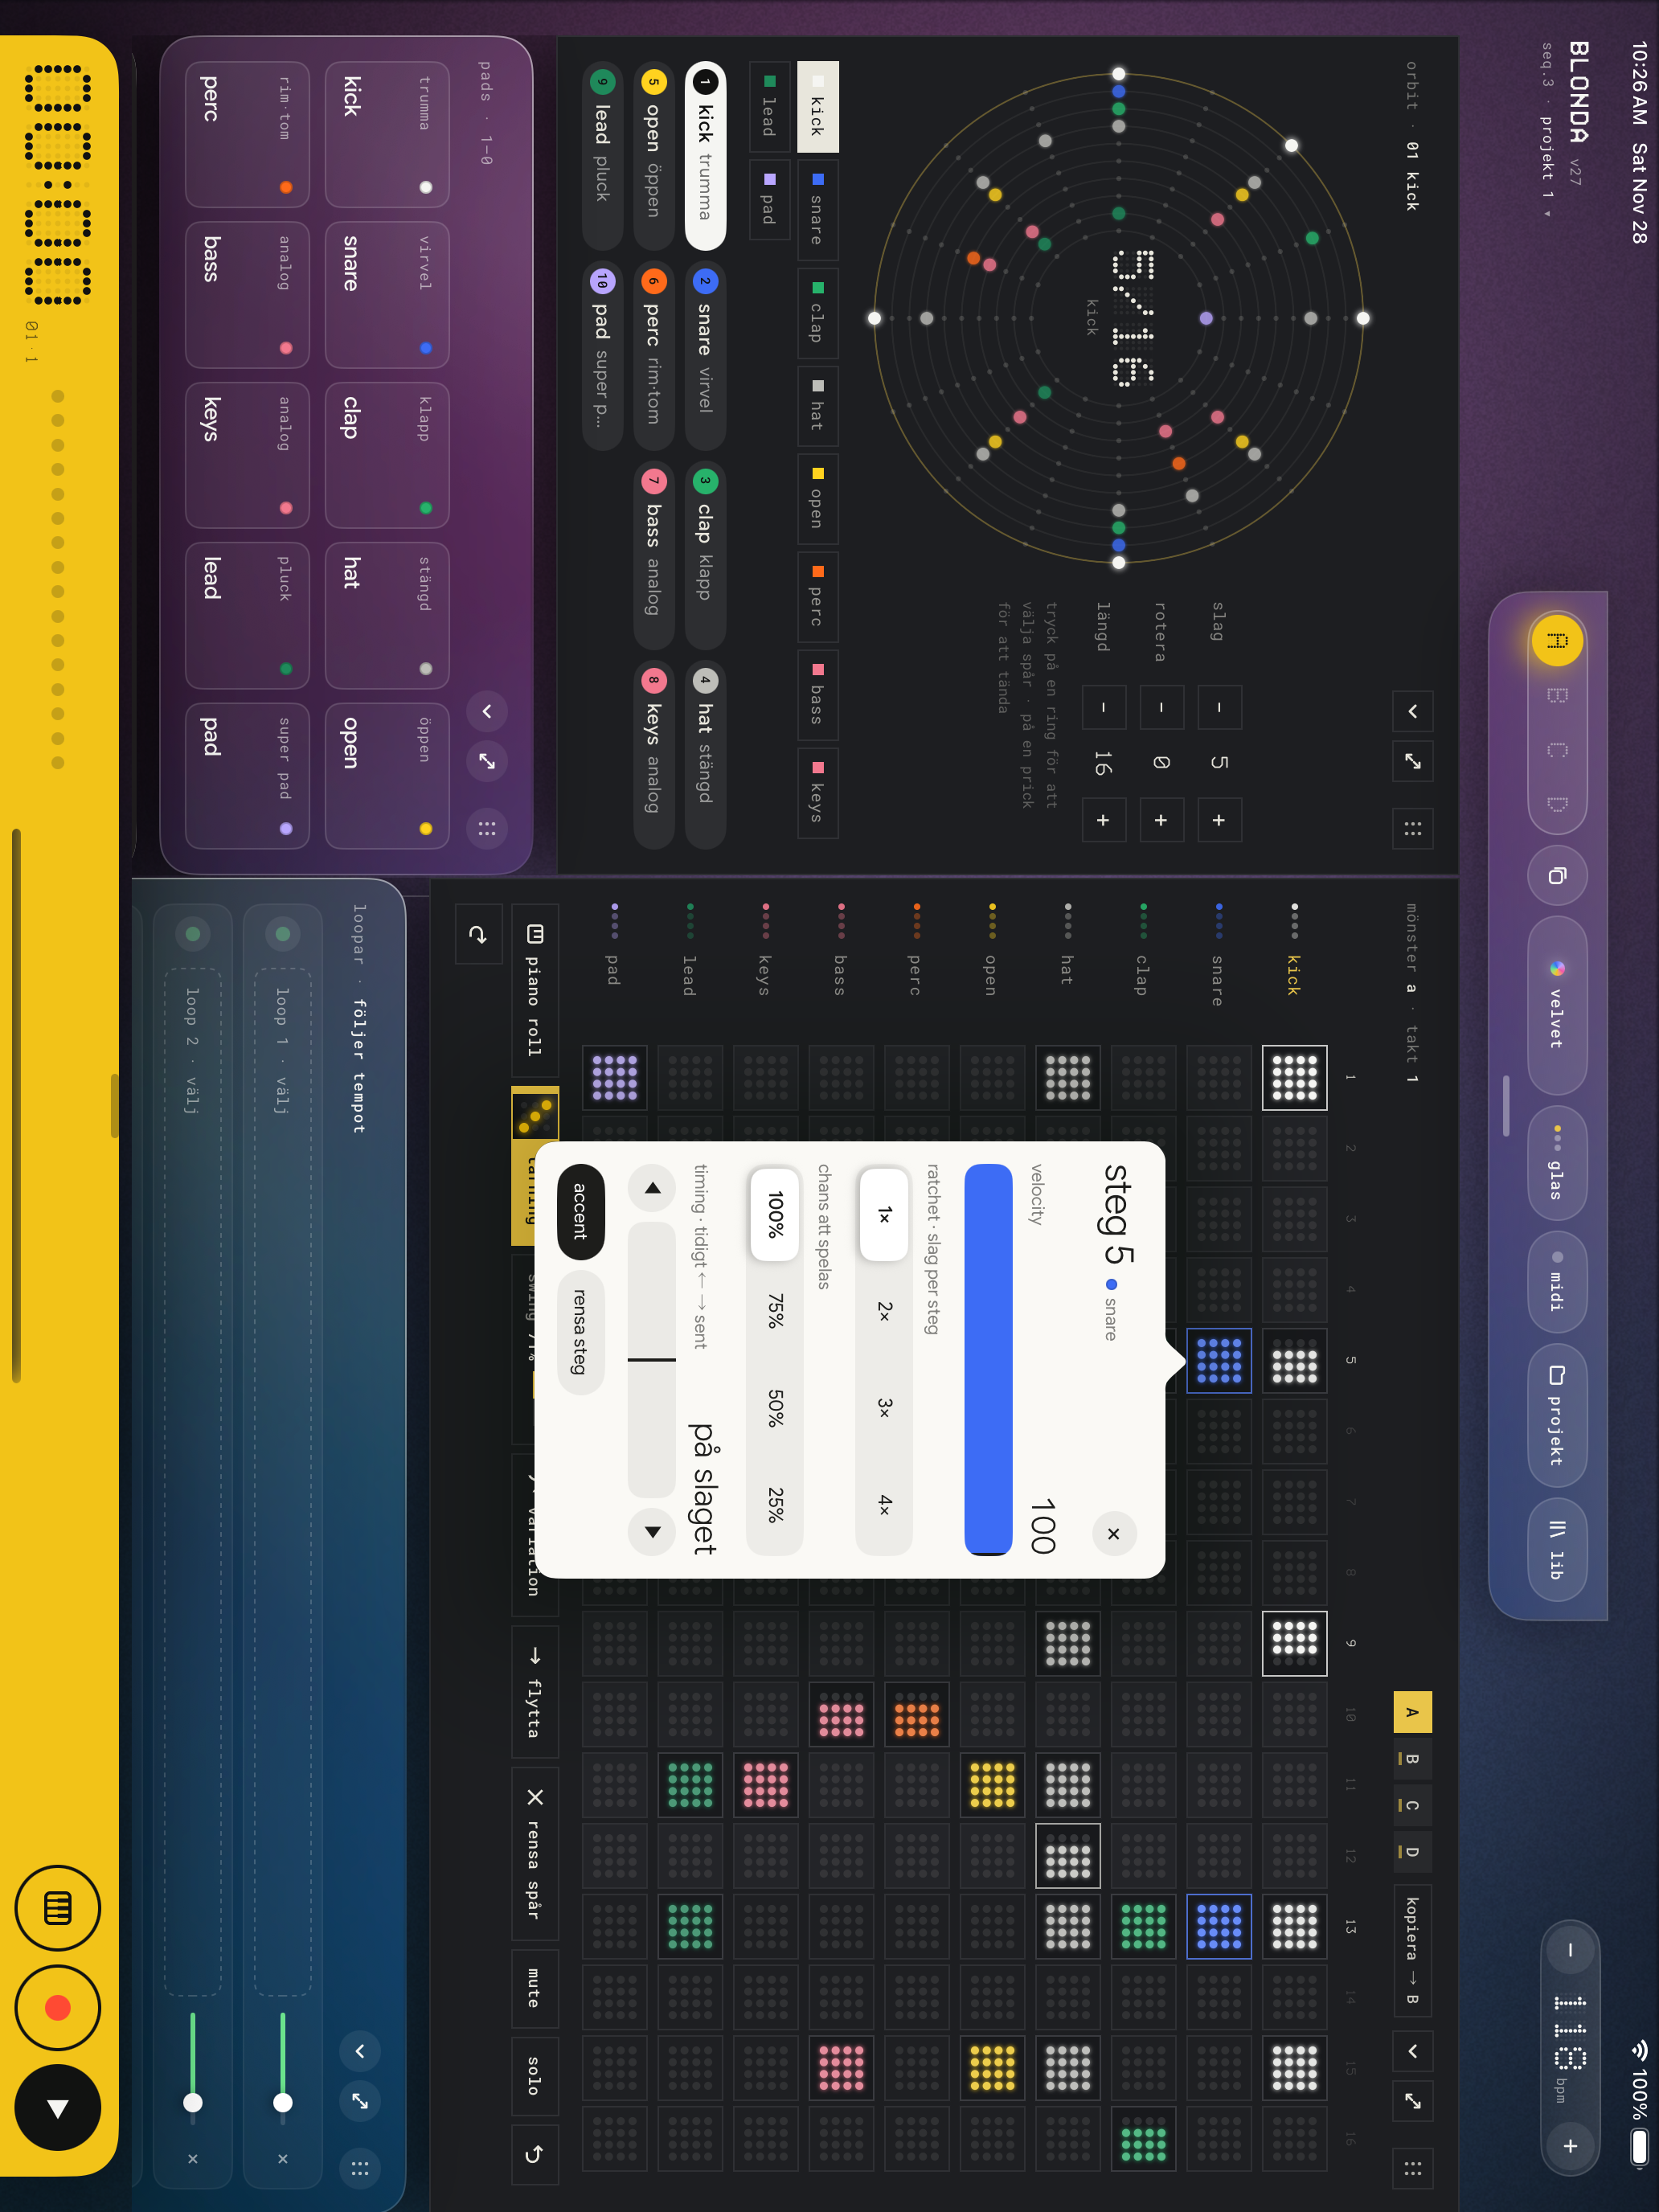 10:26 AM Sat Nov 28
100%
BLONDA v27
seq.3 · projekt 1 ▾
A B C D
velvet
glas
midi
projekt
lib
− 118 bpm +
orbit · 01 kick
5/16
kick
slag − 5 +
rotera − 0 +
längd − 16 +
tryck på en ring för att
välja spår · på en prick
för att tända
kick snare clap hat open perc bass keys
lead pad
1 kick trumma 2 snare virvel 3 clap klapp 4 hat stängd
5 open öppen 6 perc rim·tom 7 bass analog 8 keys analog
9 lead pluck 10 pad super p...
pads · 1–0
trumma virvel klapp stängd öppen
kick snare clap hat open
rim·tom analog analog pluck super pad
perc bass keys lead pad
mönster a · takt 1
A B C D kopiera → B
1 2 3 4 5 6 7 8 9 10 11 12 13 14 15 16
kick
snare
clap
hat
open
perc
bass
keys
lead
pad
steg 5 snare ×
velocity 100
ratchet · slag per steg
1× 2× 3× 4×
chans att spelas
100% 75% 50% 25%
timing · tidigt ← → sent på slaget
accent rensa steg
piano roll → flytta × rensa spår mute solo
loopar · följer tempot
loop 1 · välj ×
loop 2 · välj ×
00:00 01·1